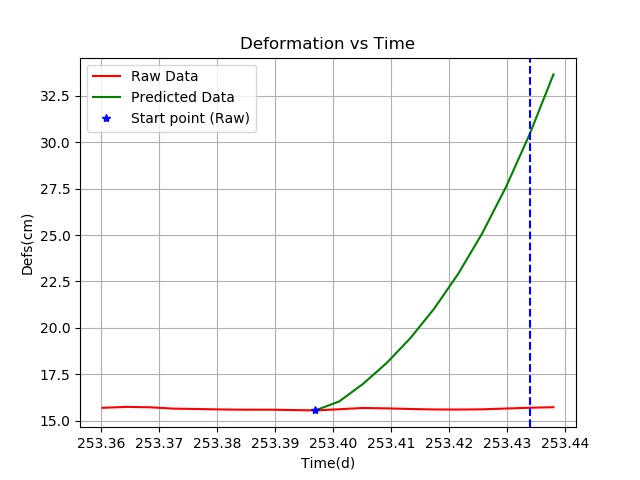 Deformation vs Time
Raw Data
Predicted Data
Start point (Raw)
32.5
30.0
27.5
25.0
22.5
20.0
17.5
15.0
Defs(cm)
253.36 253.37 253.38 253.39 253.40 253.41 253.42 253.43 253.44
Time(d)